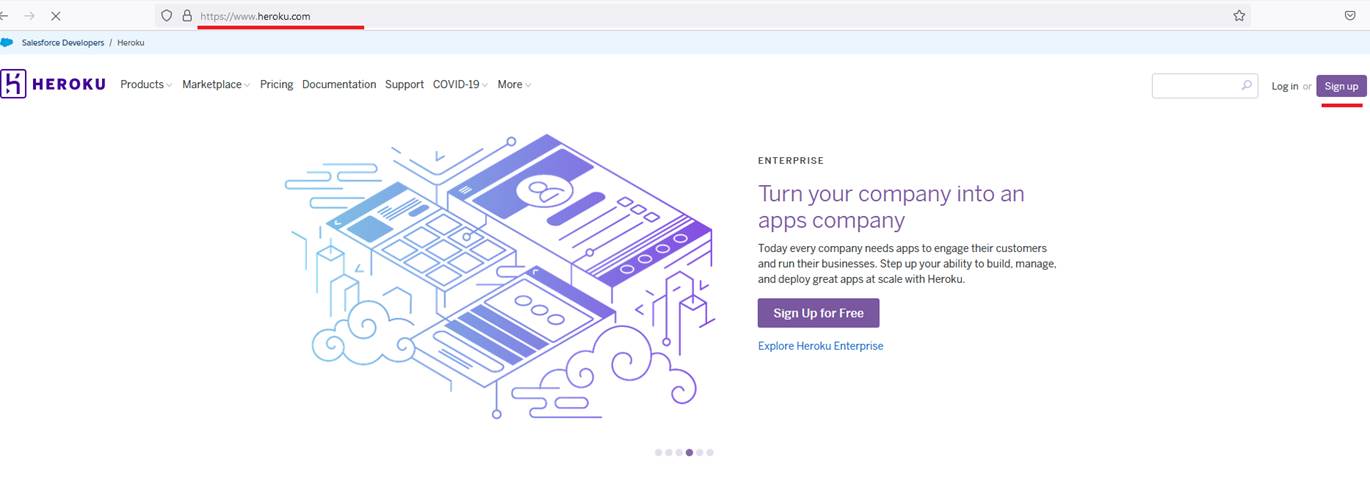 https://www.heroku.com
Salesforce Developers / Heroku
HEROKU Products Marketplace Pricing Documentation Support COVID-19 More Log in or Sign up
ENTERPRISE
Turn your company into an
apps company
Today every company needs apps to engage their customers
and run their businesses. Step up your ability to build, manage,
and deploy great apps at scale with Heroku.
Sign Up for Free
Explore Heroku Enterprise